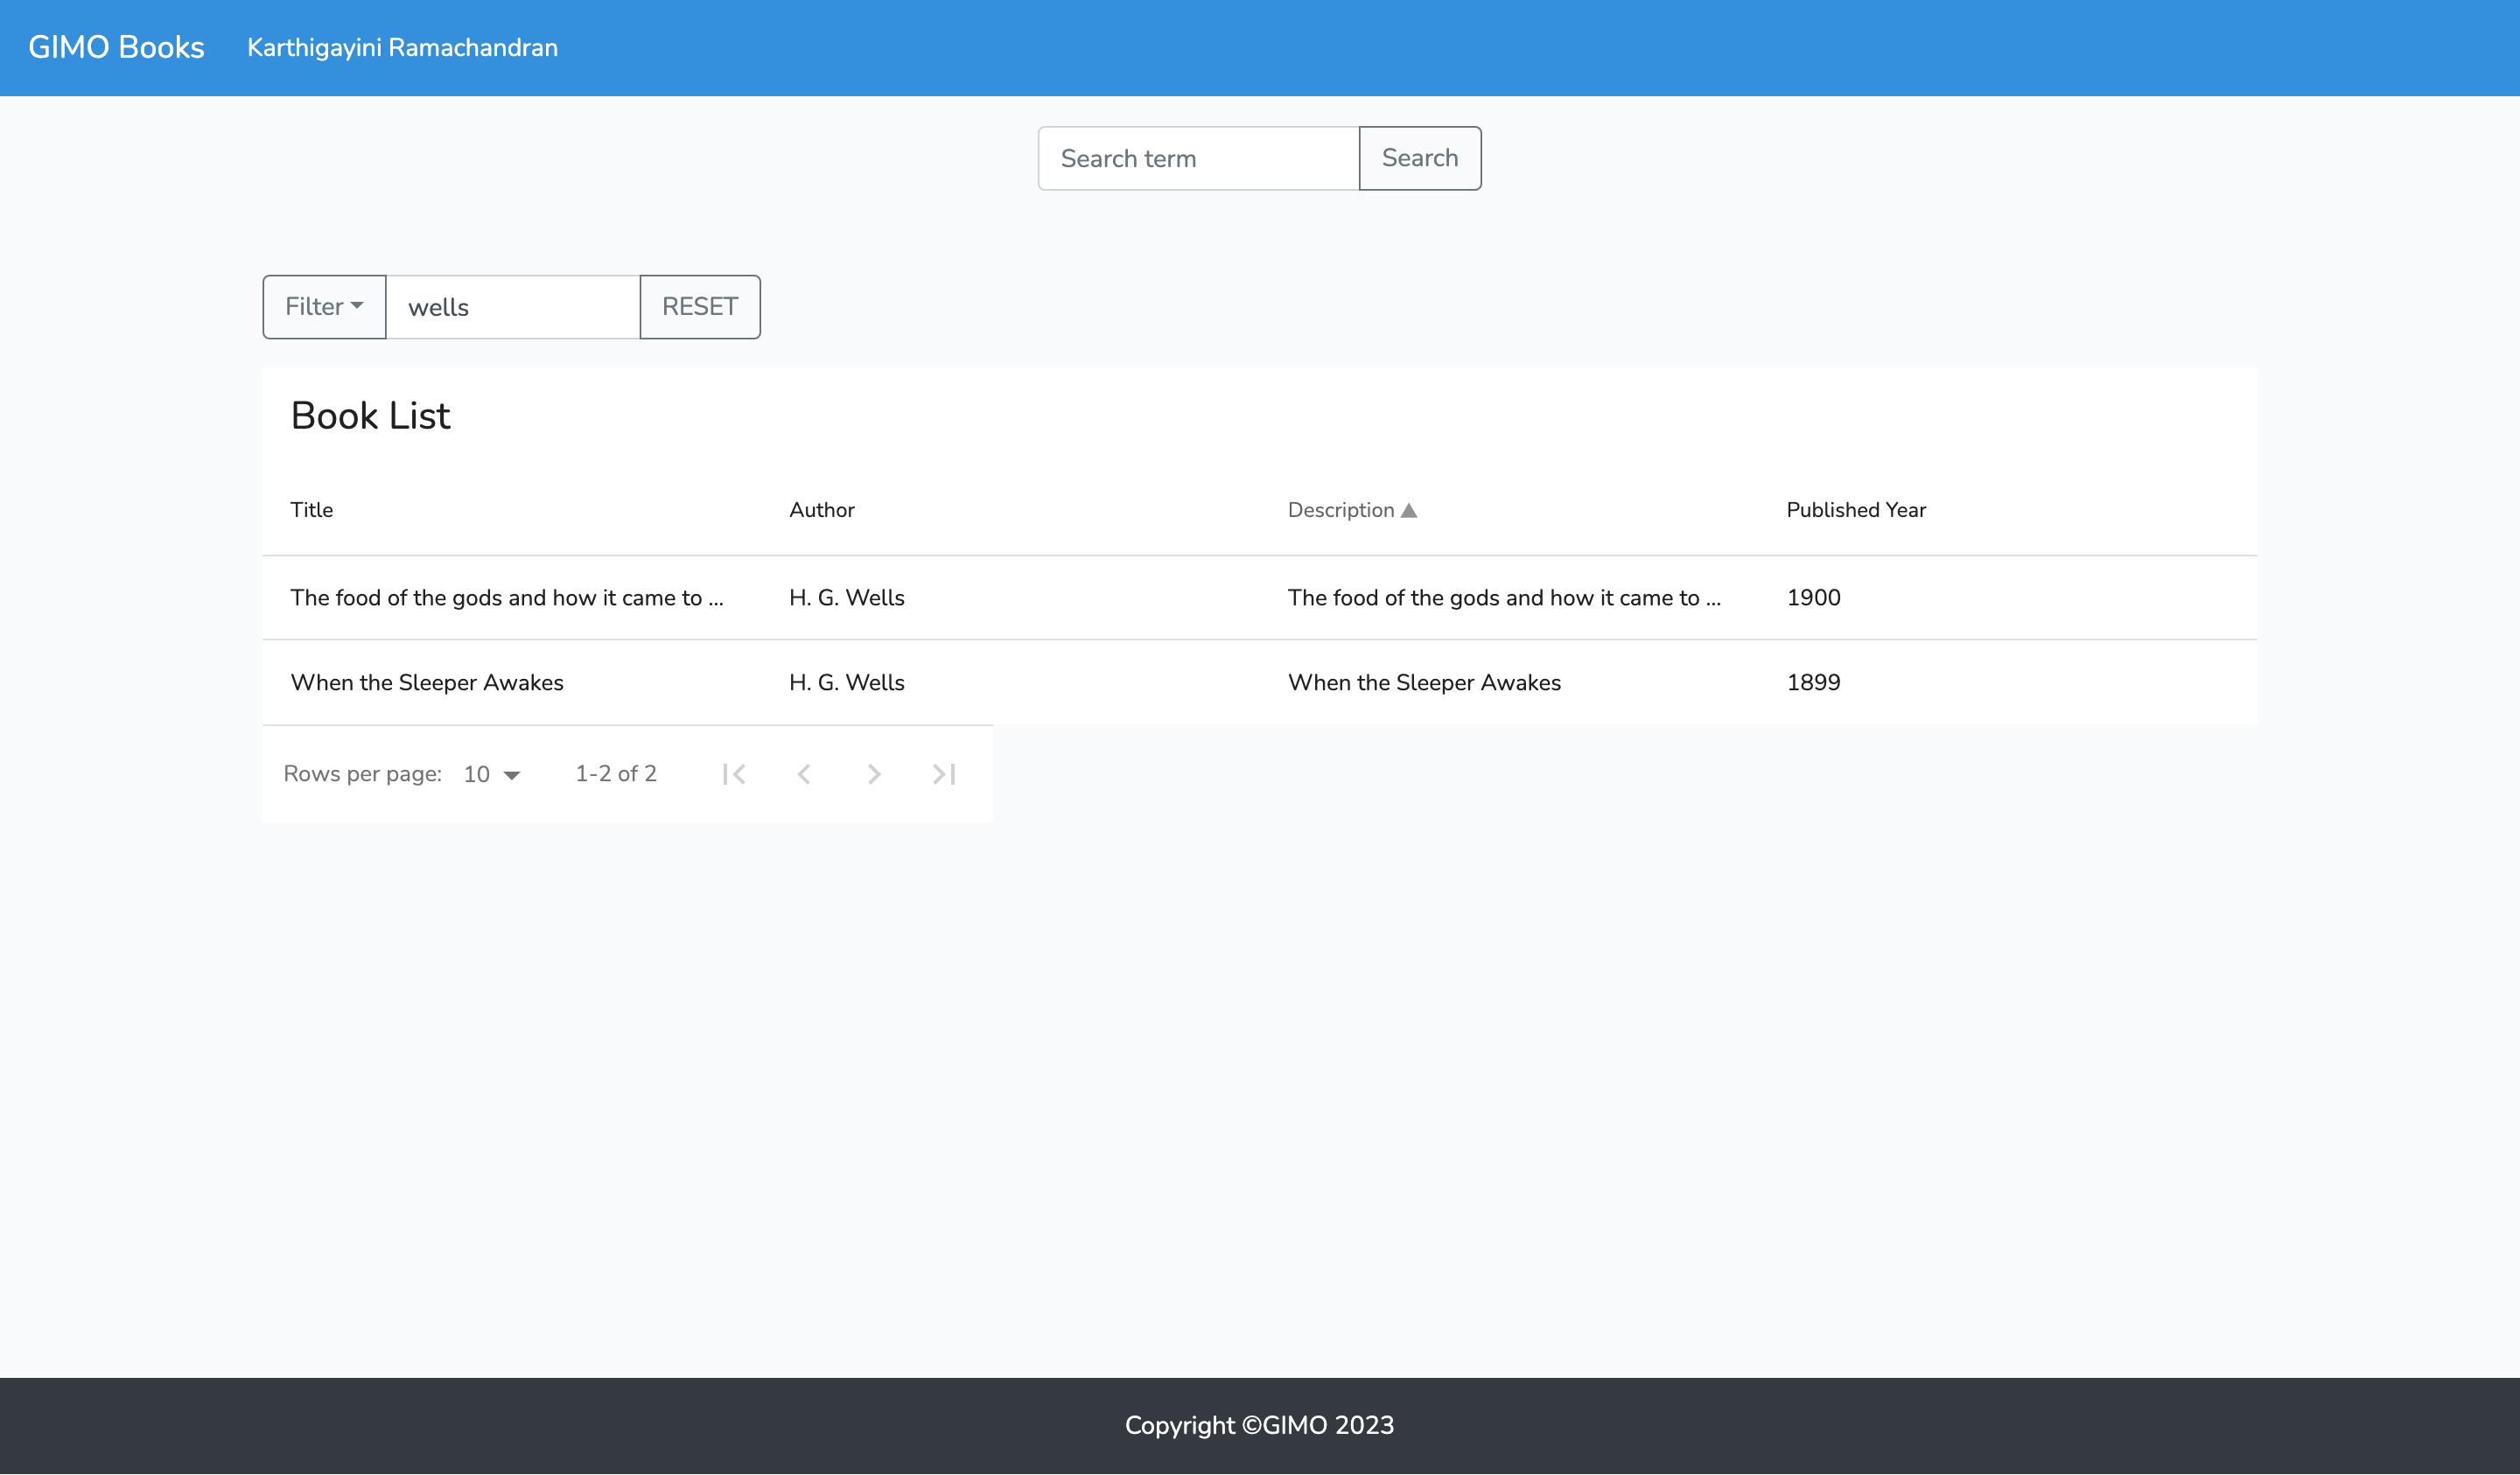 GIMO Books Karthigayini Ramachandran
Search term Search
Filter wells RESET
Book List
Title Author Description ▲ Published Year
The food of the gods and how it came to ... H. G. Wells The food of the gods and how it came to ... 1900
When the Sleeper Awakes H. G. Wells When the Sleeper Awakes 1899
Rows per page: 10 1-2 of 2
Copyright ©GIMO 2023